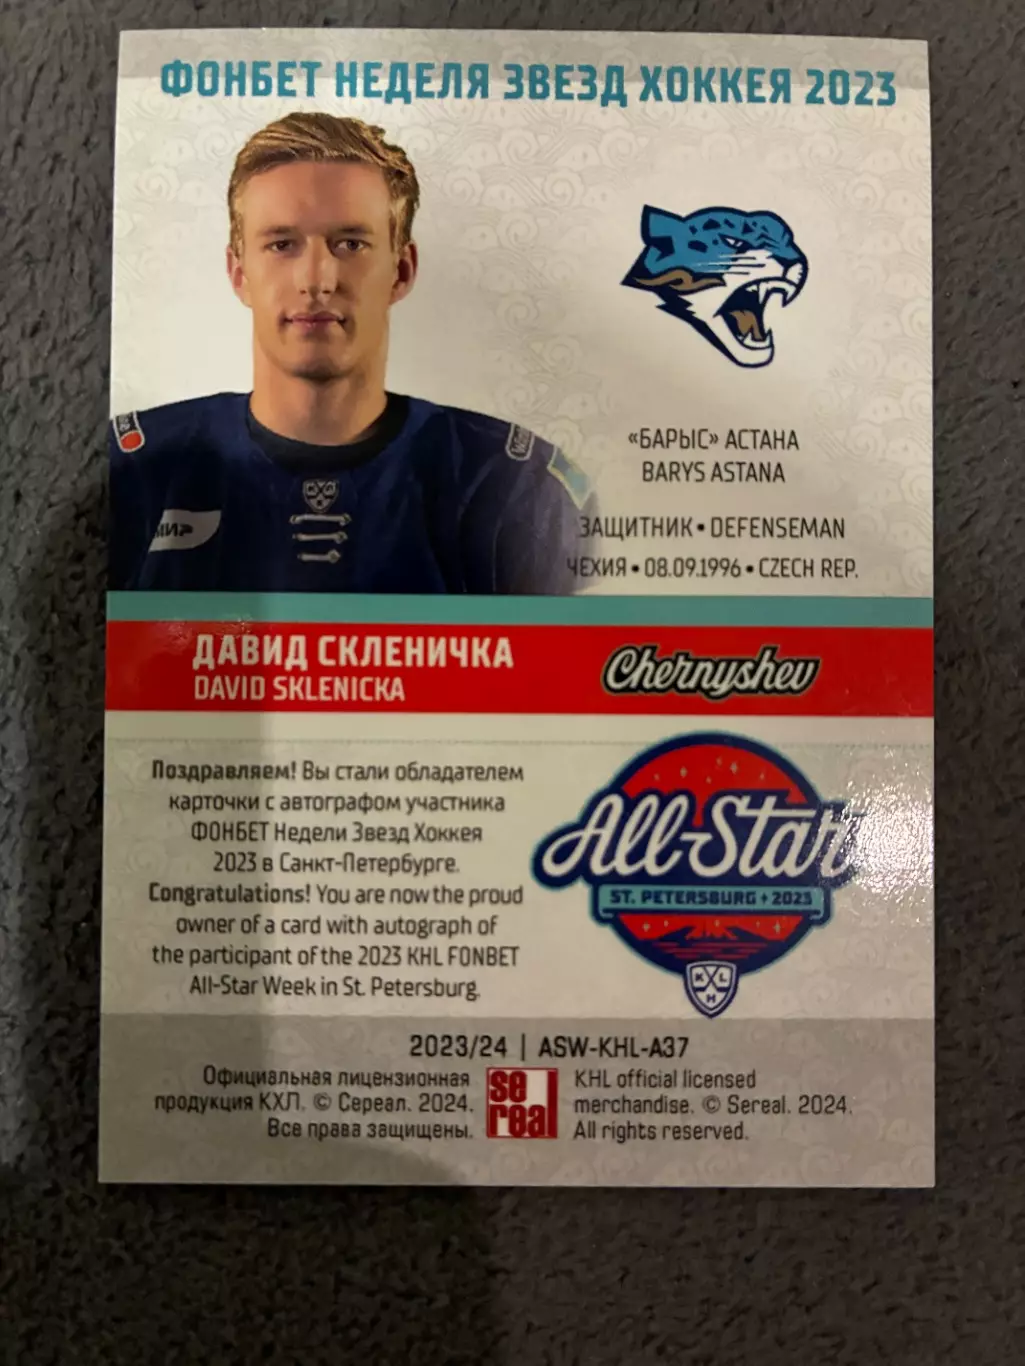 ФОНБЕТ НЕДЕЛЯ ЗВЕЗД ХОККЕЯ 2023
МИР
«БАРЫС» АСТАНА
BARYS ASTANA
ЗАЩИТНИК • DEFENSEMAN
ЧЕХИЯ • 08.09.1996 • CZECH REP.
ДАВИД СКЛЕНИЧКА
DAVID SKLENICKA
Chernyshev
Поздравляем! Вы стали обладателем
карточки с автографом участника
ФОНБЕТ Недели Звезд Хоккея
2023 в Санкт-Петербурге.
Congratulations! You are now the proud
owner of a card with autograph of
the participant of the 2023 KHL FONBET
All-Star Week in St. Petersburg.
All-Star
ST. PETERSBURG • 2023
KHL
2023/24 | ASW-KHL-A37
Официальная лицензионная
продукция КХЛ. © Сереал. 2024.
Все права защищены.
se
real
KHL official licensed
merchandise. © Sereal. 2024.
All rights reserved.